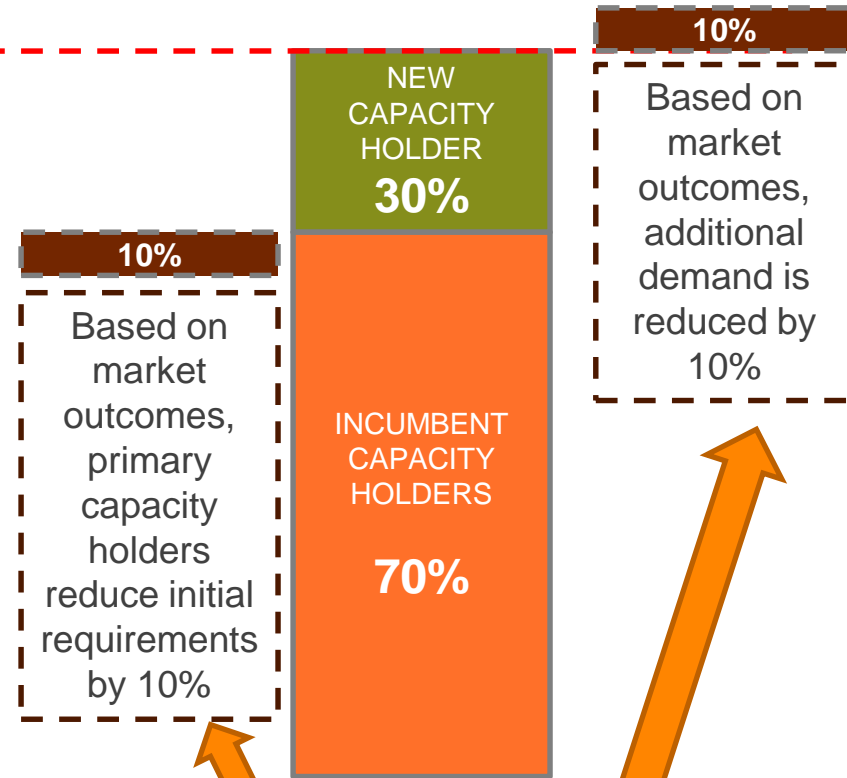 10%
Based on
market
outcomes,
primary
capacity
holders
reduce initial
requirements
by 10%
NEW
CAPACITY
HOLDER
30%
INCUMBENT
CAPACITY
HOLDERS
70%
10%
Based on
market
outcomes,
additional
demand is
reduced by
10%